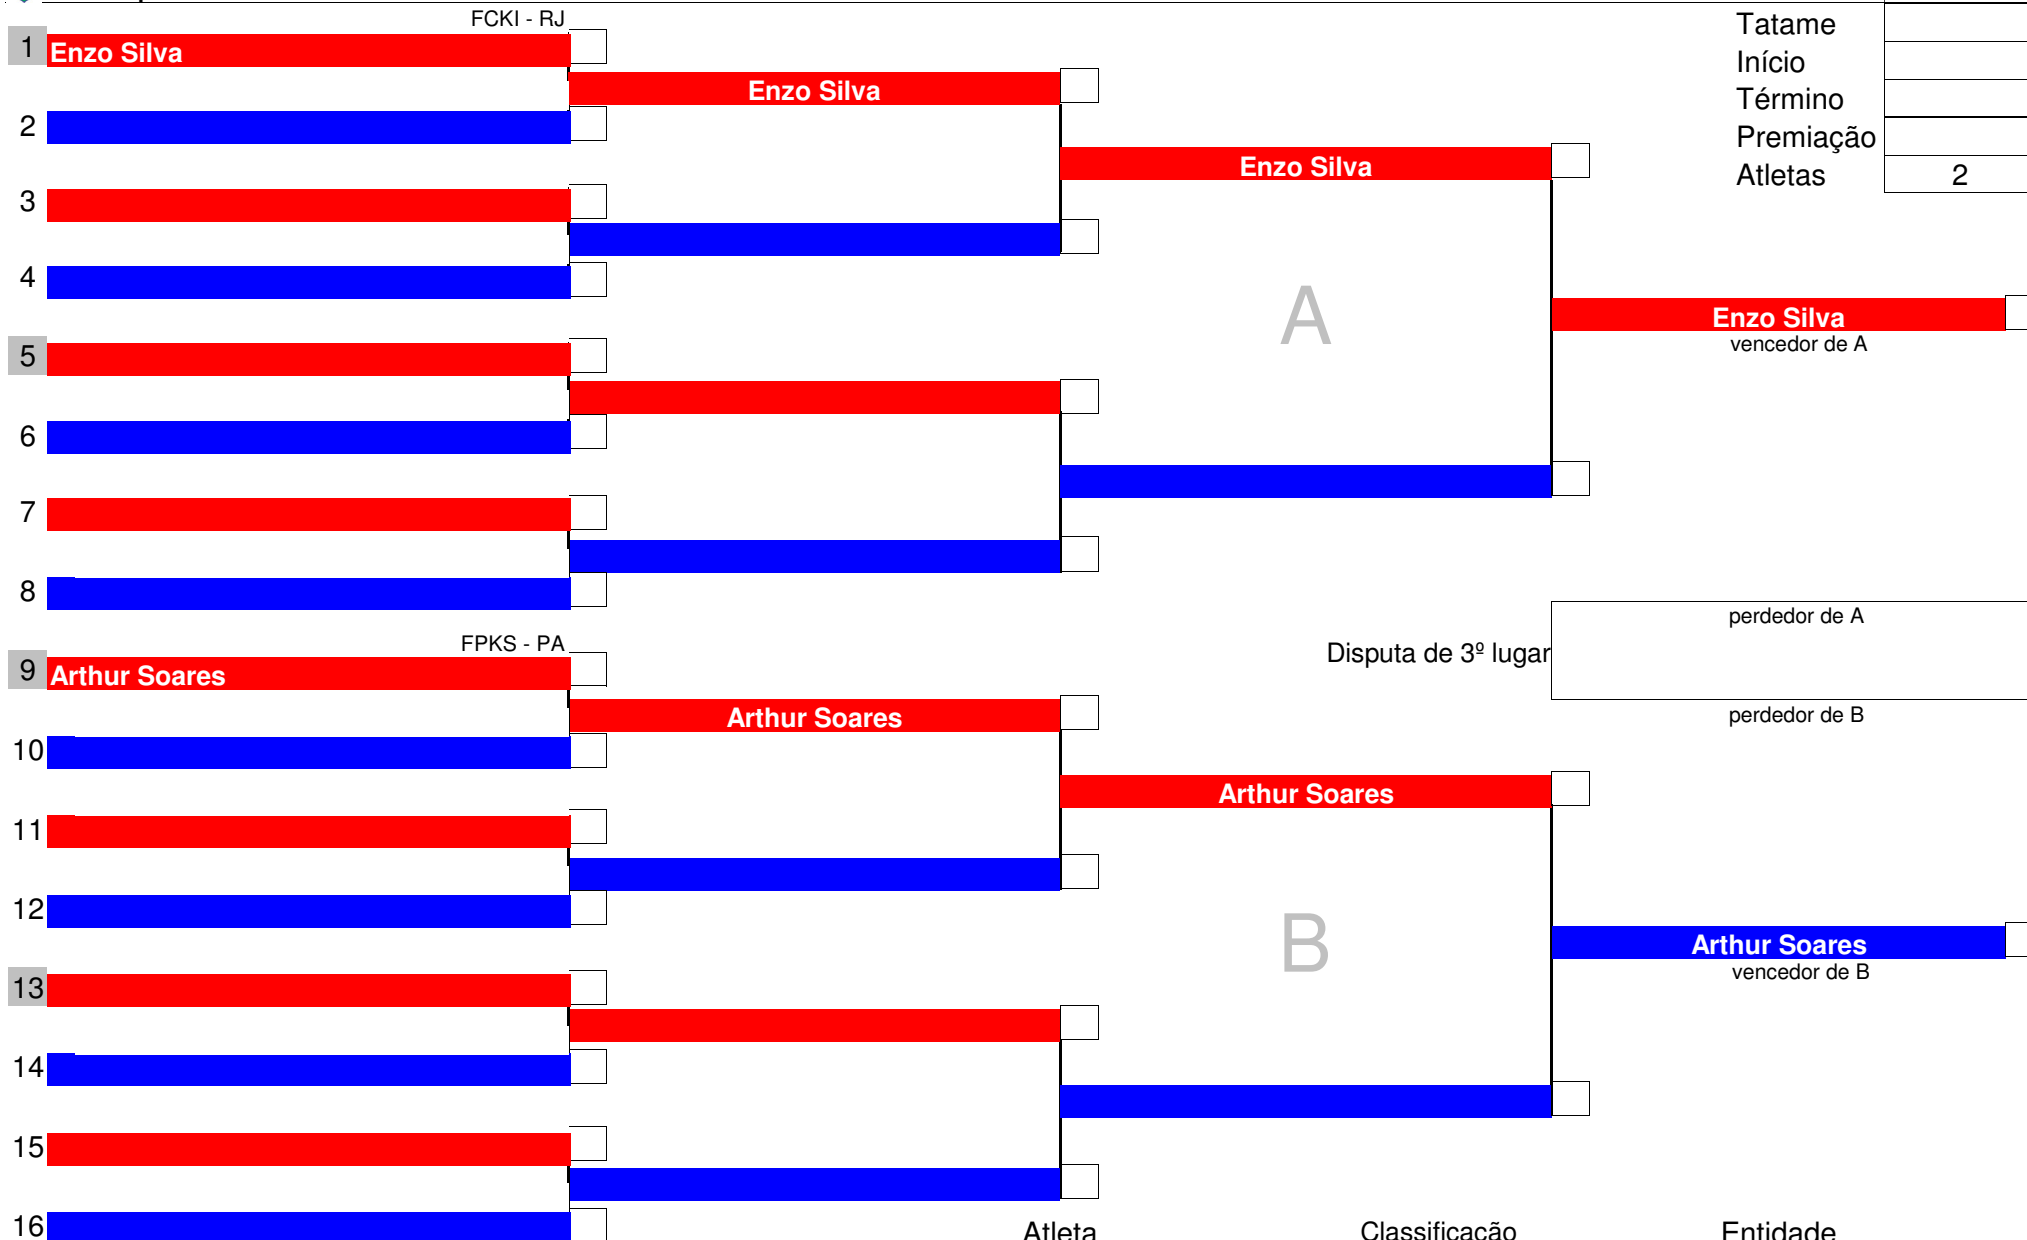 FCKI - RJ
Tatame
1 Enzo Silva
Início
Enzo Silva
Término
2
Premiação
Enzo Silva
Atletas 2
3
4
A
Enzo Silva
vencedor de A
5
6
7
8
perdedor de A
FPKS - PA
Disputa de 3º lugar
9 Arthur Soares
Arthur Soares
perdedor de B
10
Arthur Soares
11
12
B
Arthur Soares
vencedor de B
13
14
15
16
Atleta Classificação Entidade